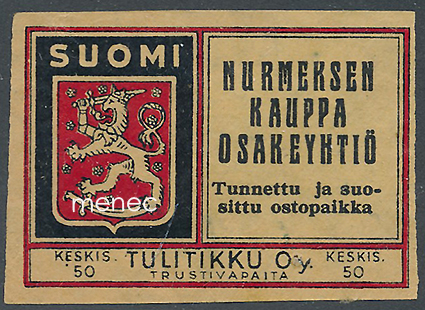 SUOMI
menec
NURMEKSEN
KAUPPA
OSAKEYHTIÖ
Tunnettu ja suo-
sittu ostopaikka
KESKIS.
50
TULITIKKU Oy.
TRUSTIVAPAITA
KESKIS.
50